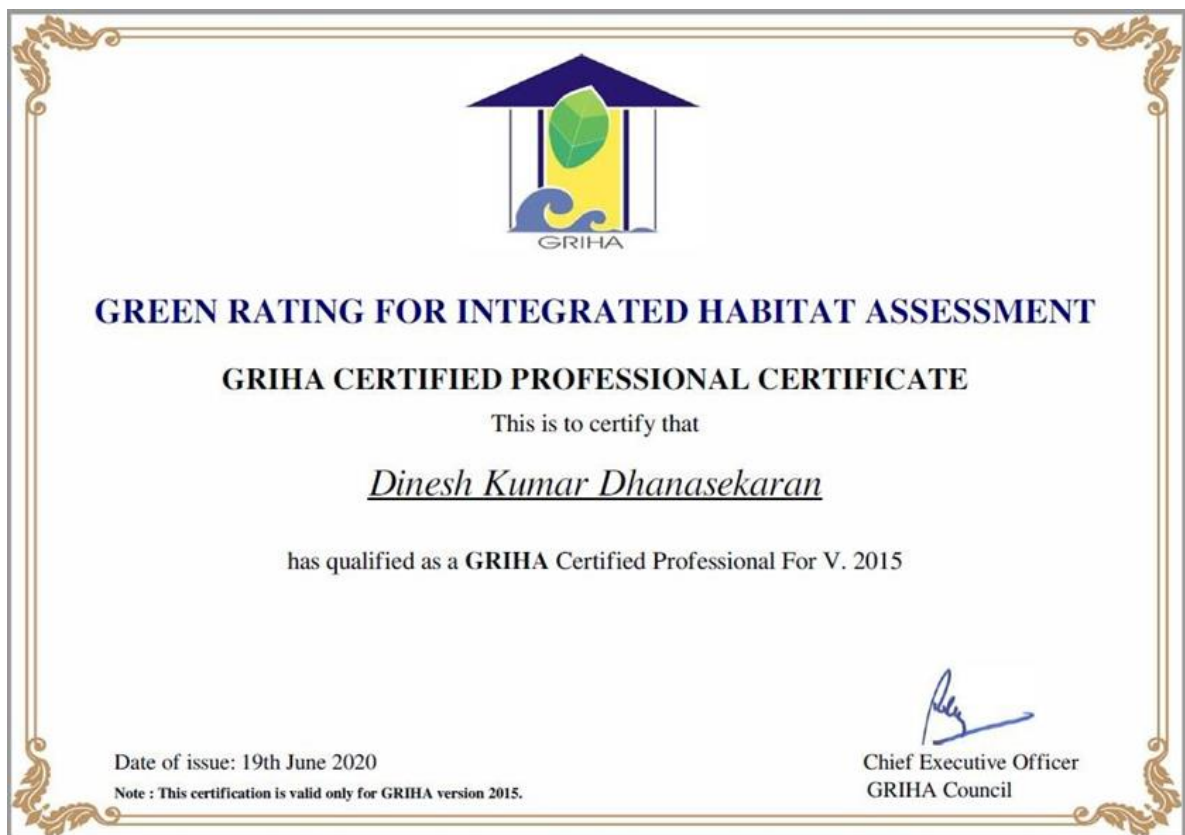 GRIHA
GREEN RATING FOR INTEGRATED HABITAT ASSESSMENT
GRIHA CERTIFIED PROFESSIONAL CERTIFICATE
This is to certify that
Dinesh Kumar Dhanasekaran
has qualified as a GRIHA Certified Professional For V. 2015
Date of issue: 19th June 2020
Note : This certification is valid only for GRIHA version 2015.
Chief Executive Officer
GRIHA Council